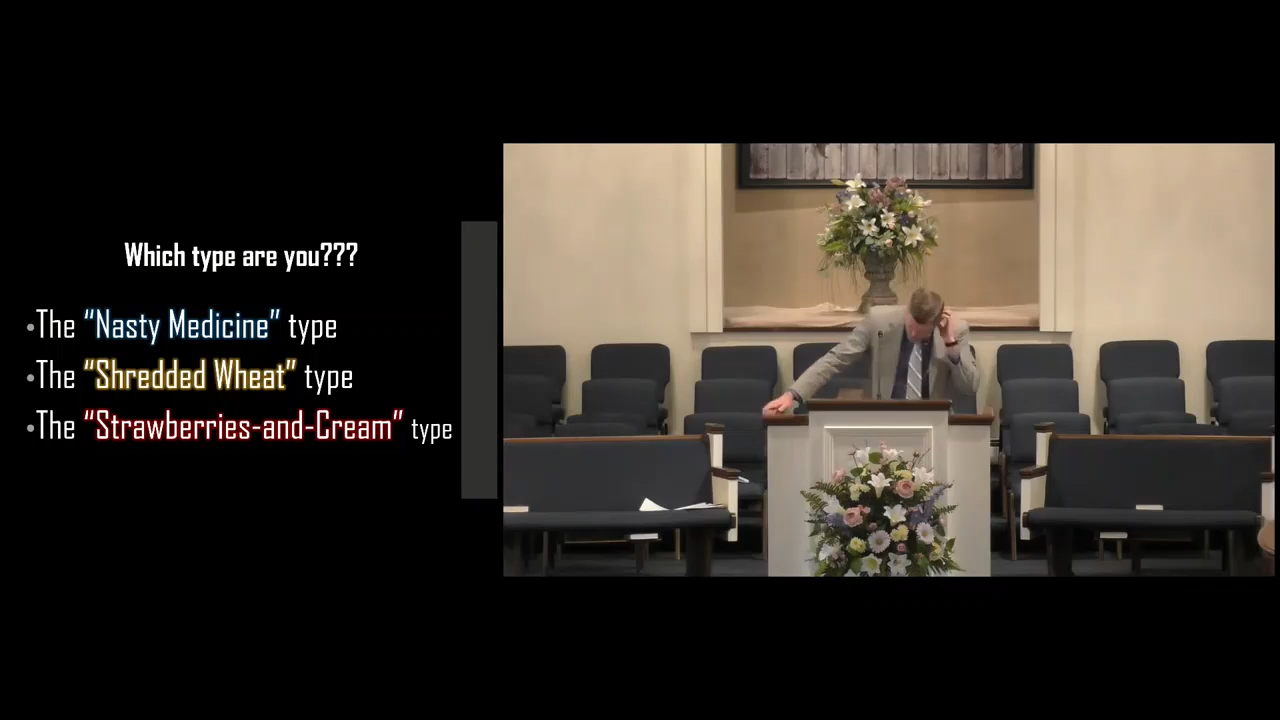 Which type are you???
•The “Nasty Medicine” type
•The “Shredded Wheat” type
•The “Strawberries-and-Cream” type